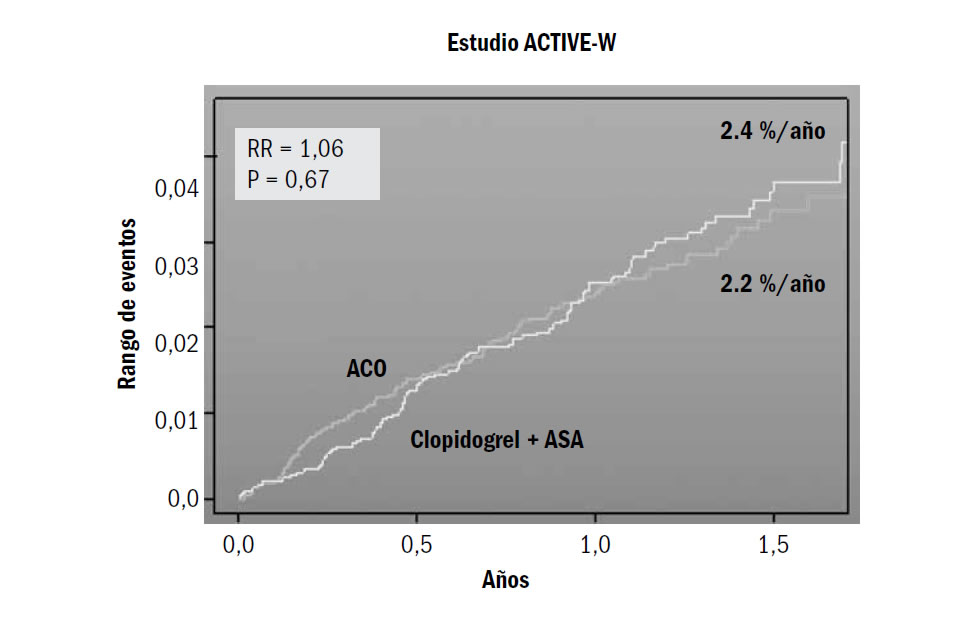 Estudio ACTIVE-W
2.4 %/año
RR = 1,06
P = 0,67
0,04
0,03
2.2 %/año
Rango de eventos
0,02
ACO
0,01
Clopidogrel + ASA
0,0
0,0 0,5 1,0 1,5
Años